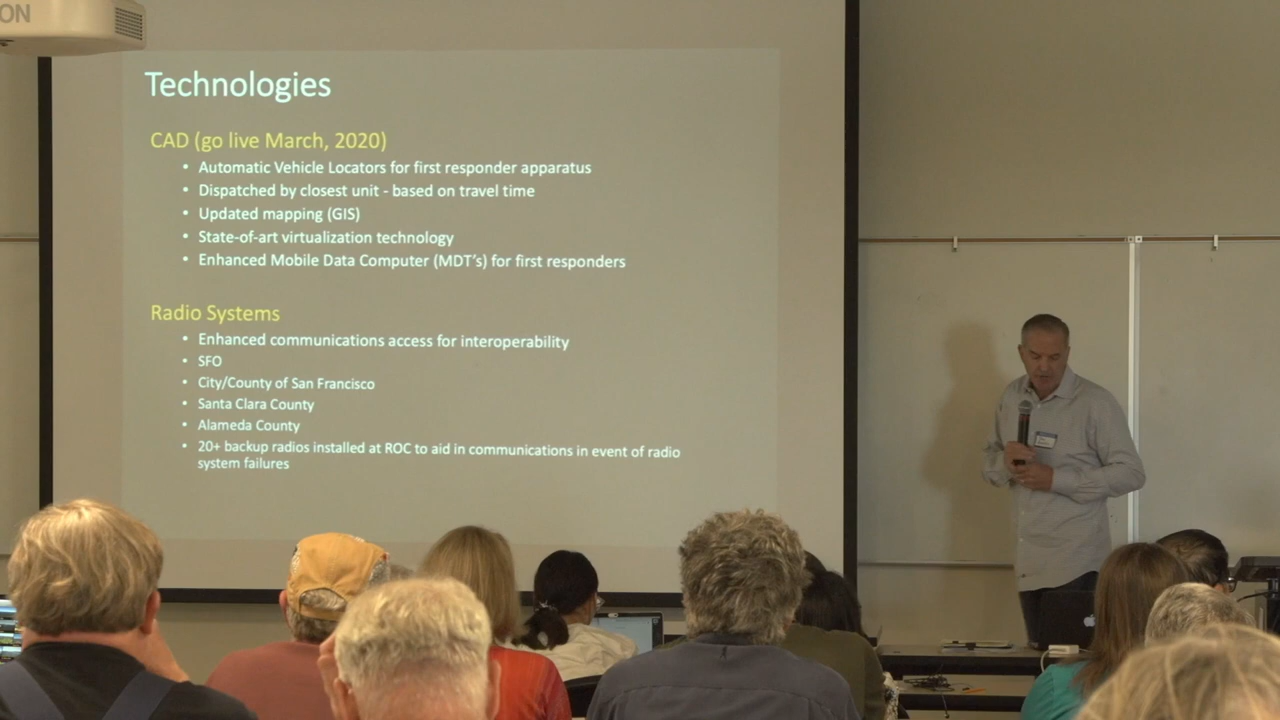 ON
Technologies
CAD (go live March, 2020)
• Automatic Vehicle Locators for first responder apparatus
• Dispatched by closest unit - based on travel time
• Updated mapping (GIS)
• State-of-art virtualization technology
• Enhanced Mobile Data Computer (MDT's) for first responders
Radio Systems
• Enhanced communications access for interoperability
• SFO
• City/County of San Francisco
• Santa Clara County
• Alameda County
• 20+ backup radios installed at ROC to aid in communications in event of radio
system failures